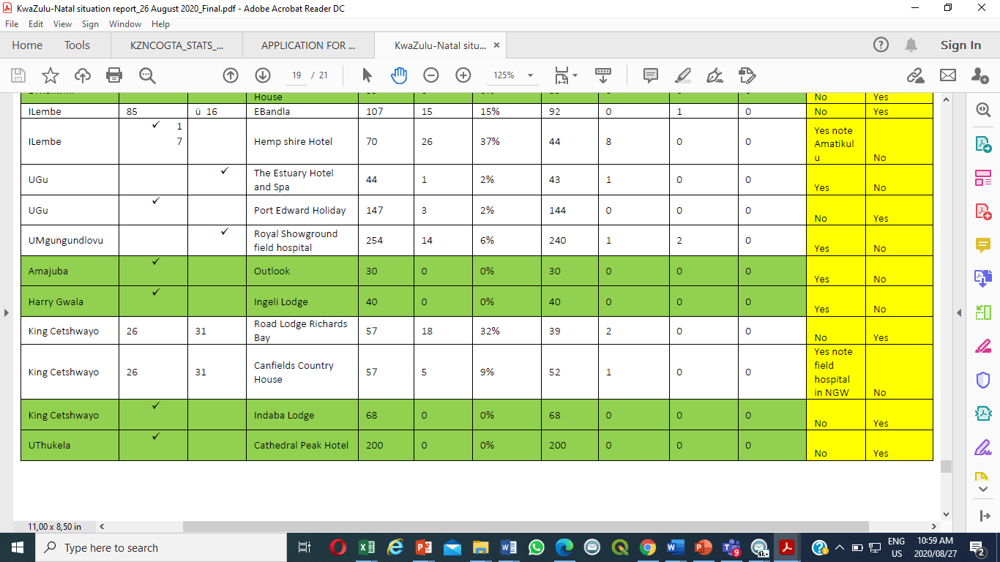 KwaZulu-Natal situation report_26 August 2020_Final.pdf - Adobe Acrobat Reader DC
File Edit View Sign Window Help
Home Tools KZNCOGTA_STATS_... APPLICATION FOR ... KwaZulu-Natal situ... × Sign In
19 / 21 125%
House No Yes
ILembe 85 ü 16 EBandla 107 15 15% 92 0 1 0 No Yes
ILembe ✓ 1
7 Hemp shire Hotel 70 26 37% 44 8 0 0 Yes note
Amatikul
u No
UGu ✓ The Estuary Hotel
and Spa 44 1 2% 43 1 0 0 Yes No
UGu ✓ Port Edward Holiday 147 3 2% 144 0 0 0 No Yes
UMgungundlovu ✓ Royal Showground
field hospital 254 14 6% 240 1 2 0 Yes No
Amajuba ✓ Outlook 30 0 0% 30 0 0 0 Yes No
Harry Gwala ✓ Ingeli Lodge 40 0 0% 40 0 0 0 Yes No
King Cetshwayo 26 31 Road Lodge Richards
Bay 57 18 32% 39 2 0 0 No Yes
King Cetshwayo 26 31 Canfields Country
House 57 5 9% 52 1 0 0 Yes note
field
hospital
in NGW No
King Cetshwayo ✓ Indaba Lodge 68 0 0% 68 0 0 0 No Yes
UThukela ✓ Cathedral Peak Hotel 200 0 0% 200 0 0 0 No Yes
11,00 x 8,50 in
Type here to search
9 4K+ ENG
US 10:59 AM
2020/08/27 2